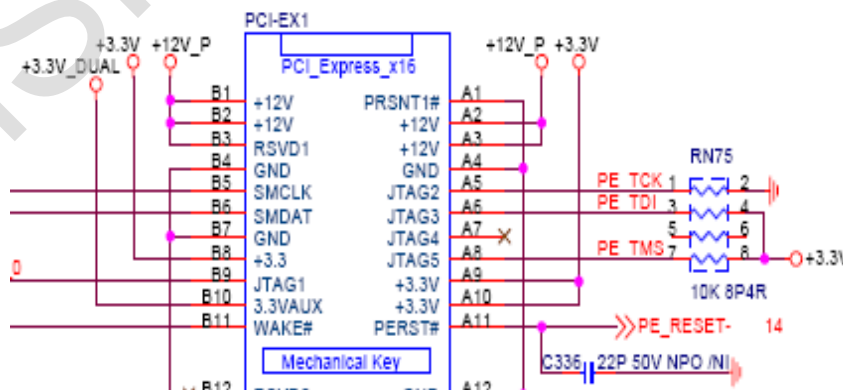 PCI-EX1
+3.3V +12V_P +12V_P +3.3V
+3.3V_DUAL PCI_Express_x16
B1 +12V PRSNT1# A1
B2 +12V +12V A2
B3 RSVD1 +12V A3
B4 GND GND A4 RN75
B5 SMCLK JTAG2 A5 PE_TCK 1 2
B6 SMDAT JTAG3 A6 PE_TDI 3 4
B7 GND JTAG4 A7 5 6
B8 +3.3 JTAG5 A8 PE_TMS 7 8 +3.3V
0 B9 JTAG1 +3.3V A9
B10 3.3VAUX +3.3V A10 10K 8P4R
B11 WAKE# PERST# A11 PE_RESET- 14
Mechanical Key C336 22P 50V NPO /NI
B12 A12